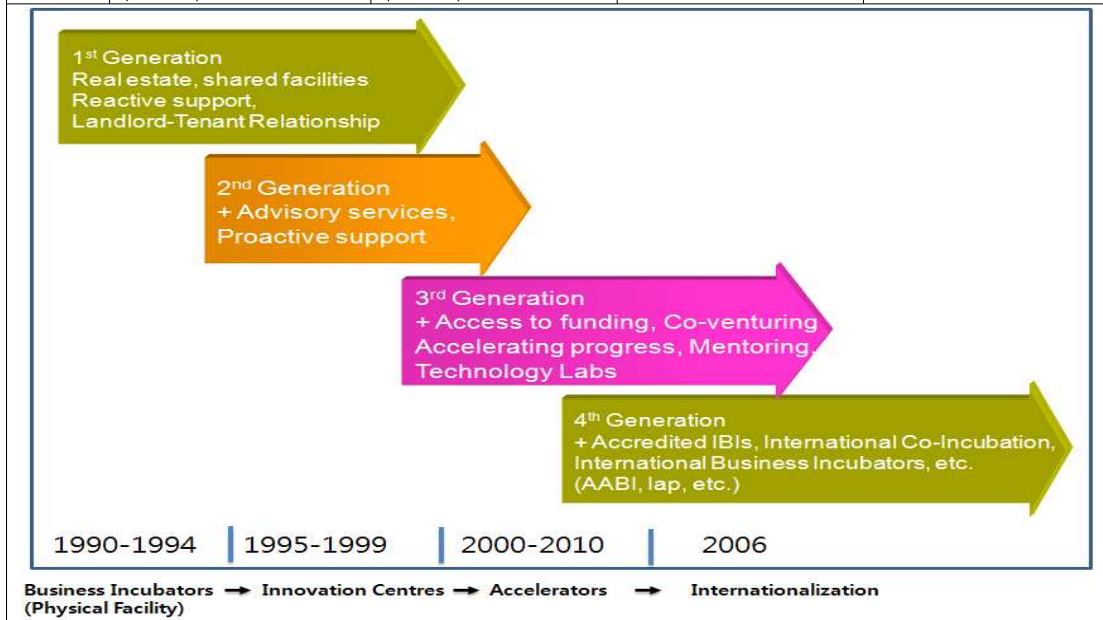 1st Generation
Real estate, shared facilities
Reactive support,
Landlord-Tenant Relationship
2nd Generation
+ Advisory services,
Proactive support
3rd Generation
+ Access to funding, Co-venturing
Accelerating progress, Mentoring,
Technology Labs
4th Generation
+ Accredited IBIs, International Co-Incubation,
International Business Incubators, etc.
(AABI, Iap, etc.)
1990-1994 1995-1999 2000-2010 2006
Business Incubators → Innovation Centres → Accelerators → Internationalization
(Physical Facility)